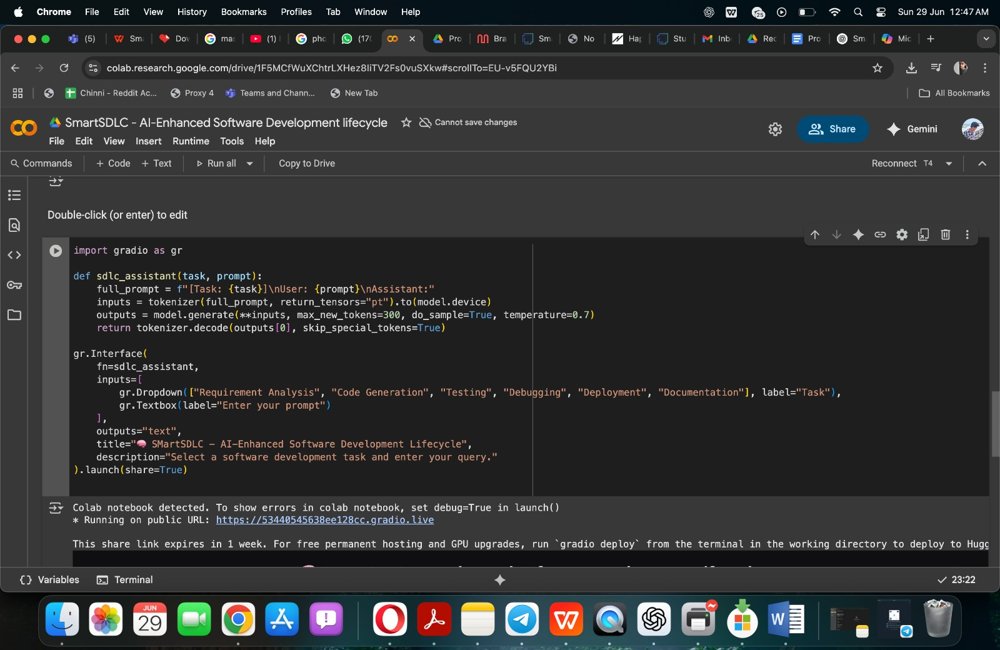 Chrome File Edit View History Bookmarks Profiles Tab Window Help 25 Sun 29 Jun 12:47 AM
(5) Sm Dov ma (1) pho (17( Pro Bra Sm No Hap Stu Inb Rec Pro Sm Mic
colab.research.google.com/drive/1F5MCfWuXChtrLXHez8IiTV2Fs0vuSXkw#scrollTo=EU-v5FQU2YBi
Chinni - Reddit Ac... Proxy 4 Teams and Chann... New Tab All Bookmarks
SmartSDLC - AI-Enhanced Software Development lifecycle Cannot save changes
Share Gemini
File Edit View Insert Runtime Tools Help
Commands + Code + Text Run all Copy to Drive Reconnect T4
Double-click (or enter) to edit
import gradio as gr
def sdlc_assistant(task, prompt):
full_prompt = f"[Task: {task}]\nUser: {prompt}\nAssistant:"
inputs = tokenizer(full_prompt, return_tensors="pt").to(model.device)
outputs = model.generate(**inputs, max_new_tokens=300, do_sample=True, temperature=0.7)
return tokenizer.decode(outputs[0], skip_special_tokens=True)
gr.Interface(
fn=sdlc_assistant,
inputs=[
gr.Dropdown(["Requirement Analysis", "Code Generation", "Testing", "Debugging", "Deployment", "Documentation"], label="Task"),
gr.Textbox(label="Enter your prompt")
],
outputs="text",
title="🧠 SMartSDLC – AI-Enhanced Software Development Lifecycle",
description="Select a software development task and enter your query."
).launch(share=True)
Colab notebook detected. To show errors in colab notebook, set debug=True in launch()
* Running on public URL: https://53440545638ee128cc.gradio.live
This share link expires in 1 week. For free permanent hosting and GPU upgrades, run `gradio deploy` from the terminal in the working directory to deploy to Hugg
{} Variables Terminal 23:22
JUN
29
W